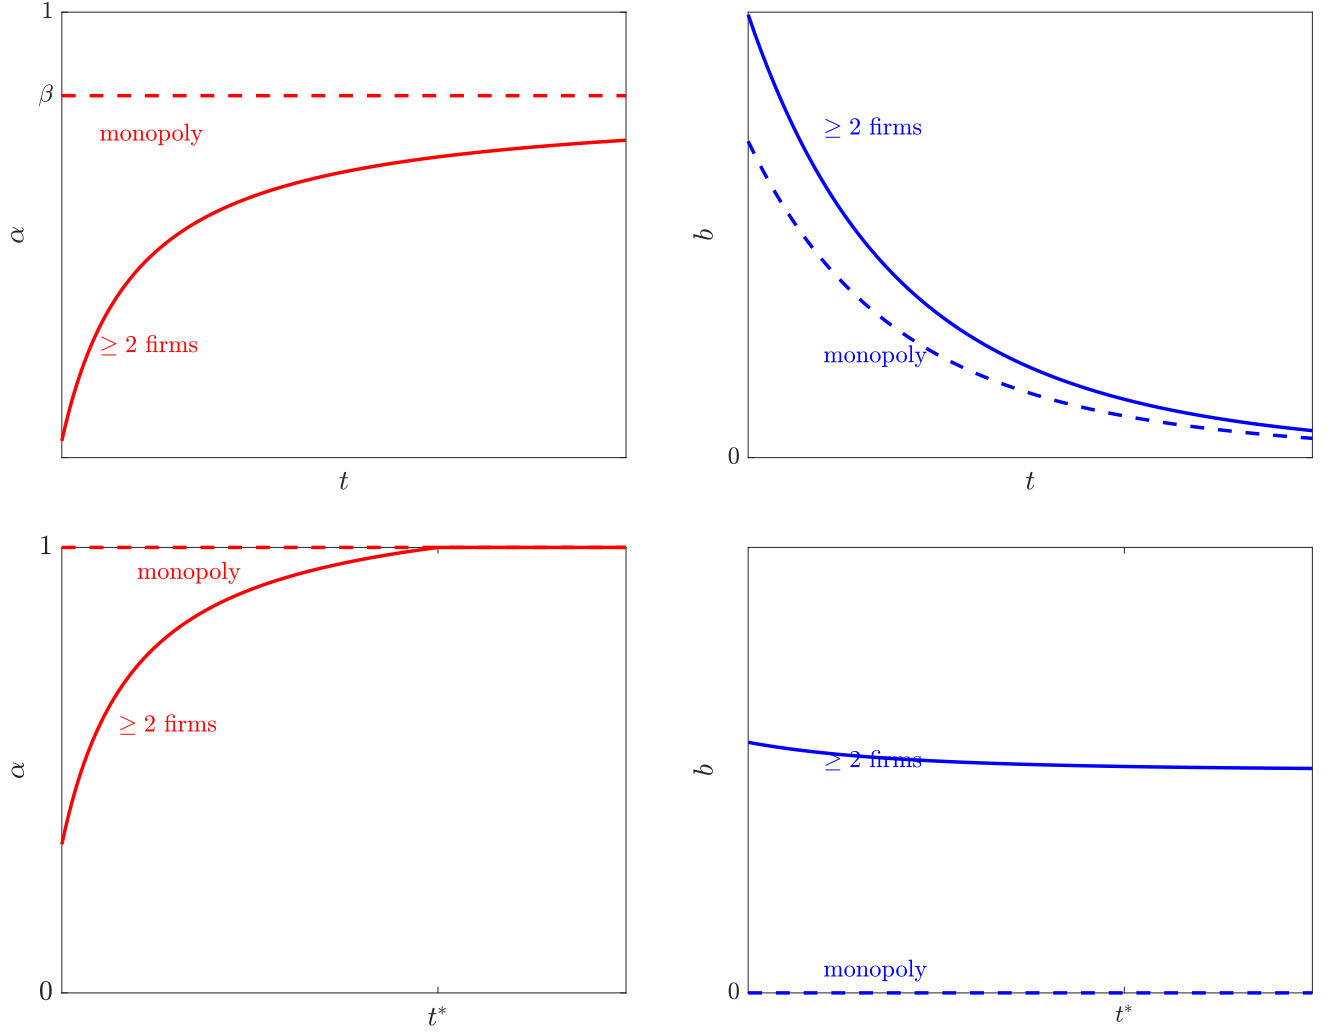 1
β
monopoly
α
≥ 2 firms
t
≥ 2 firms
b
monopoly
0
t
1
monopoly
≥ 2 firms
α
0
t*
≥ 2 firms
b
monopoly
0
t*